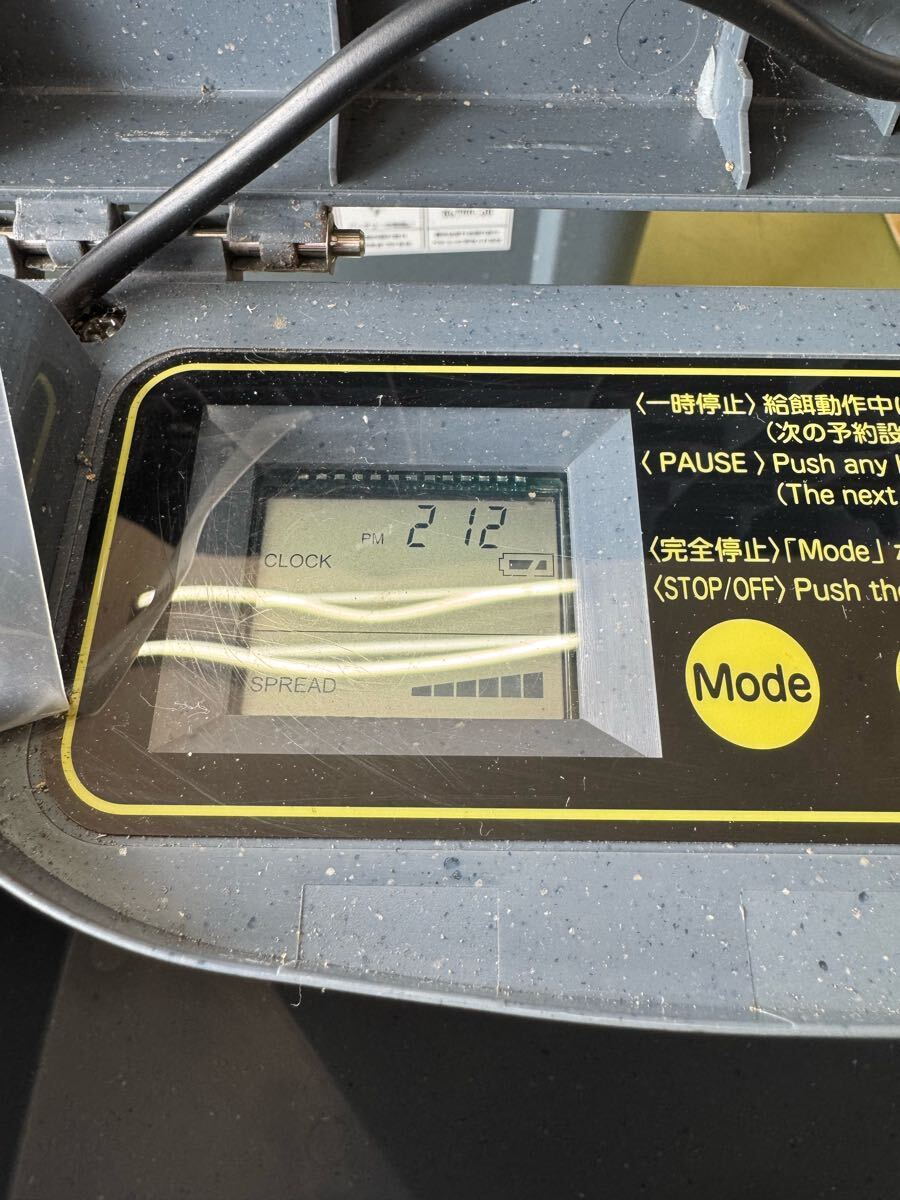 〈一時停止〉給餌動作中に
(次の予約設
〈 PAUSE 〉Push any
(The next
PM 2 12
CLOCK
〈完全停止〉「Mode」
〈STOP/OFF〉Push the
SPREAD
Mode